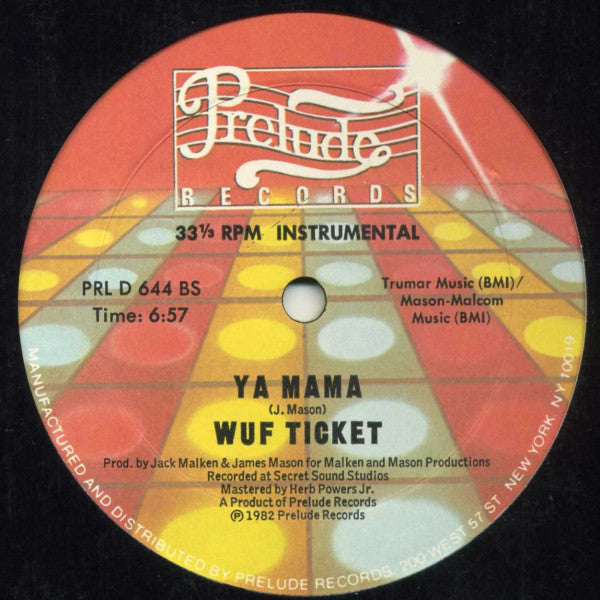 Prelude
RECORDS
33⅓ RPM INSTRUMENTAL
PRL D 644 BS
Time: 6:57
Trumar Music (BMI)/
Mason-Malcom
Music (BMI)
YA MAMA
(J. Mason)
WUF TICKET
Prod. by Jack Malken & James Mason for Malken and Mason Productions
Recorded at Secret Sound Studios
Mastered by Herb Powers Jr.
A Product of Prelude Records
℗ 1982 Prelude Records
MANUFACTURED AND DISTRIBUTED BY PRELUDE RECORDS, 200 WEST 57 ST. NEW YORK, NY 10019